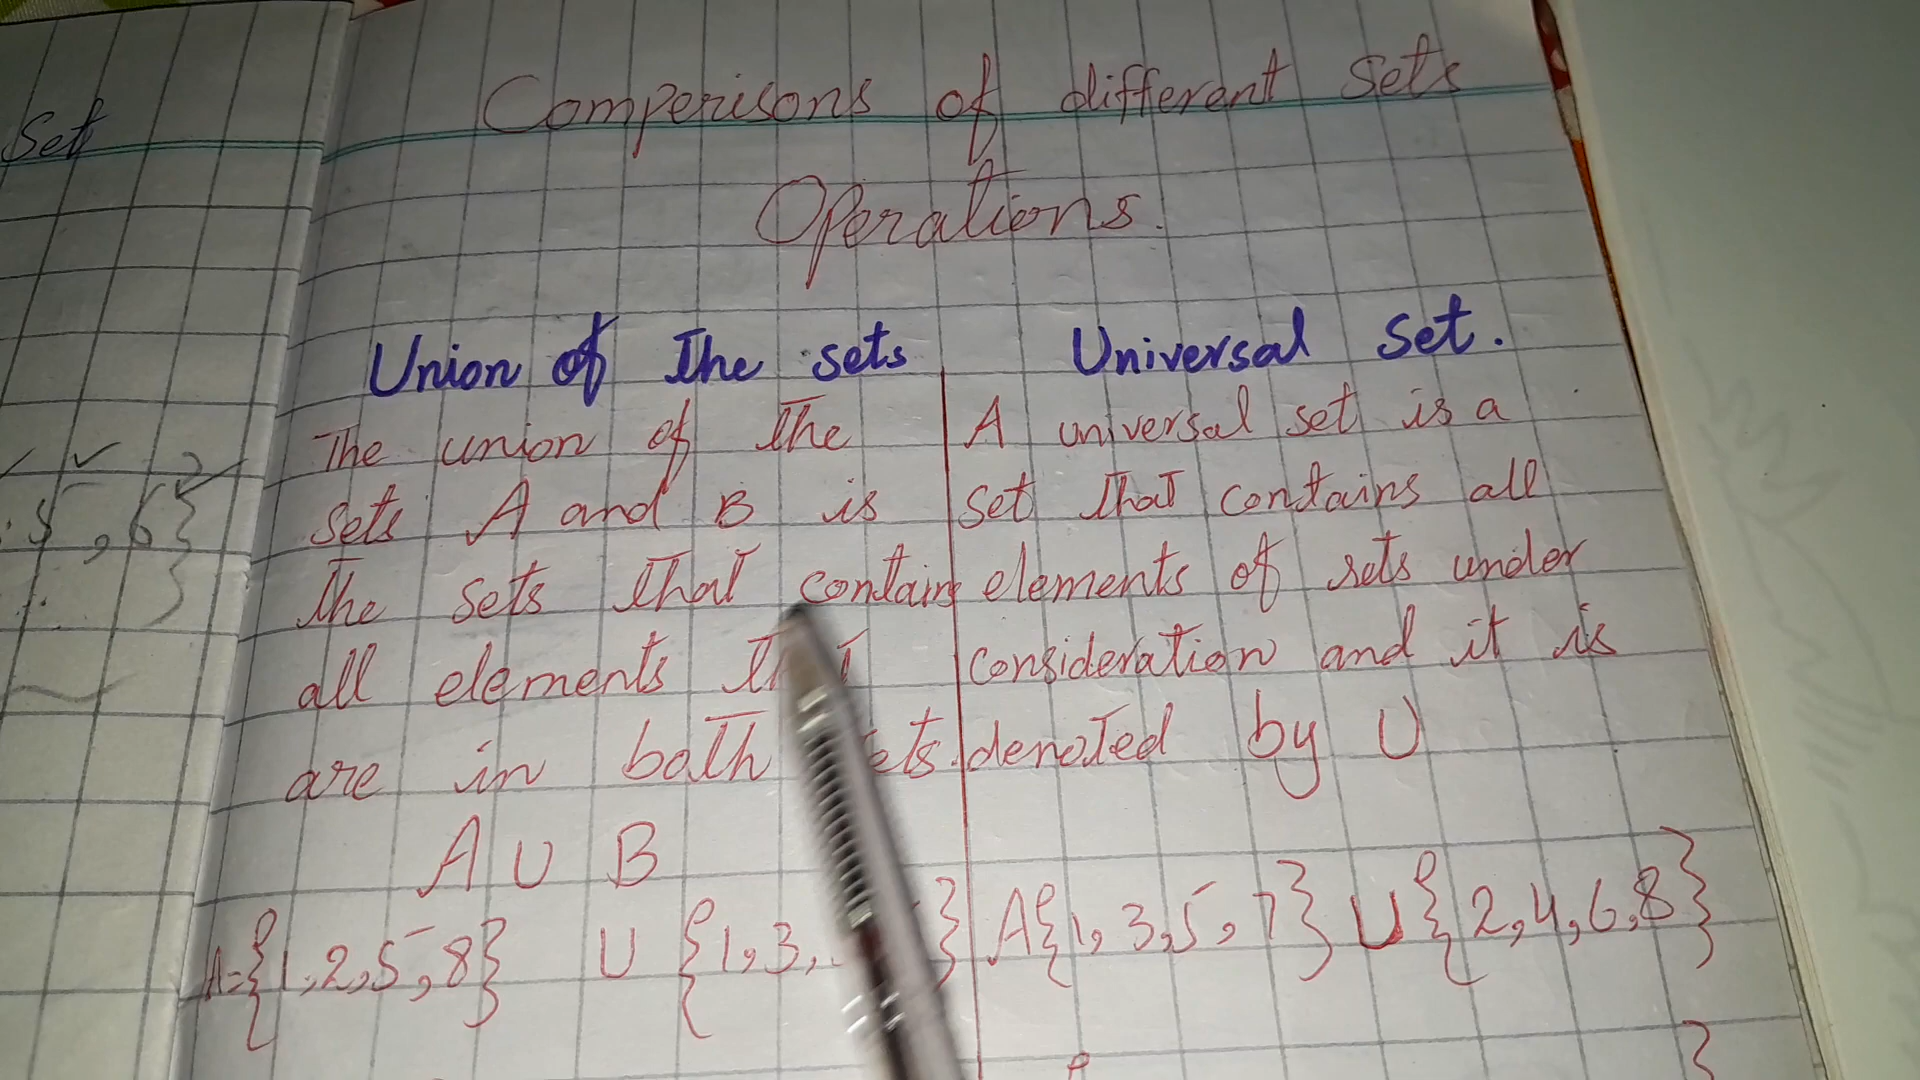 Set
Comperisons of different Sets
Operations.
Union of The sets
The union of The
sets A and B is
The sets That contain
all elements
are in both
A U B
A={1,2,5,8} U {1,3,
Universal Set.
A universal set is a
set That contains all
elements of sets under
consideration and it is
denoted by U
A{1,3,5,7} U {2,4,6,8}